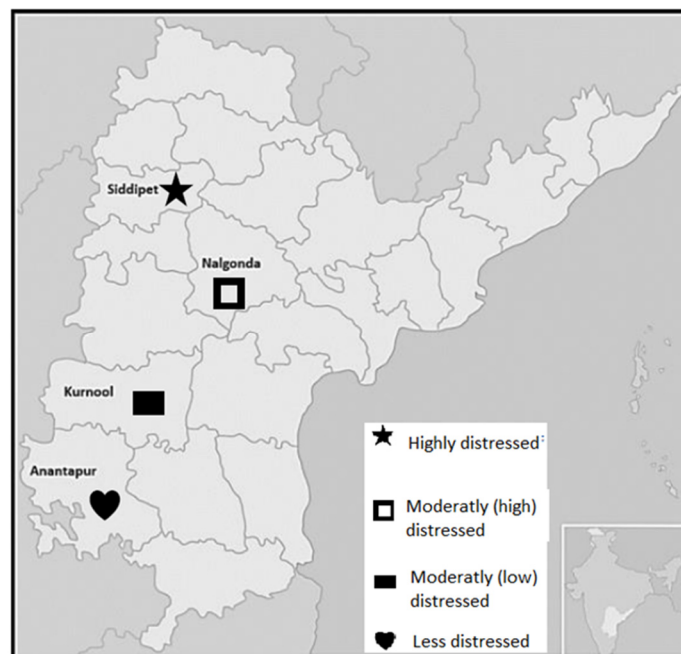 Siddipet
Nalgonda
Kurnool
Anantapur
Highly distressed:
Moderatly (high)
distressed
Moderatly (low)
distressed
Less distressed